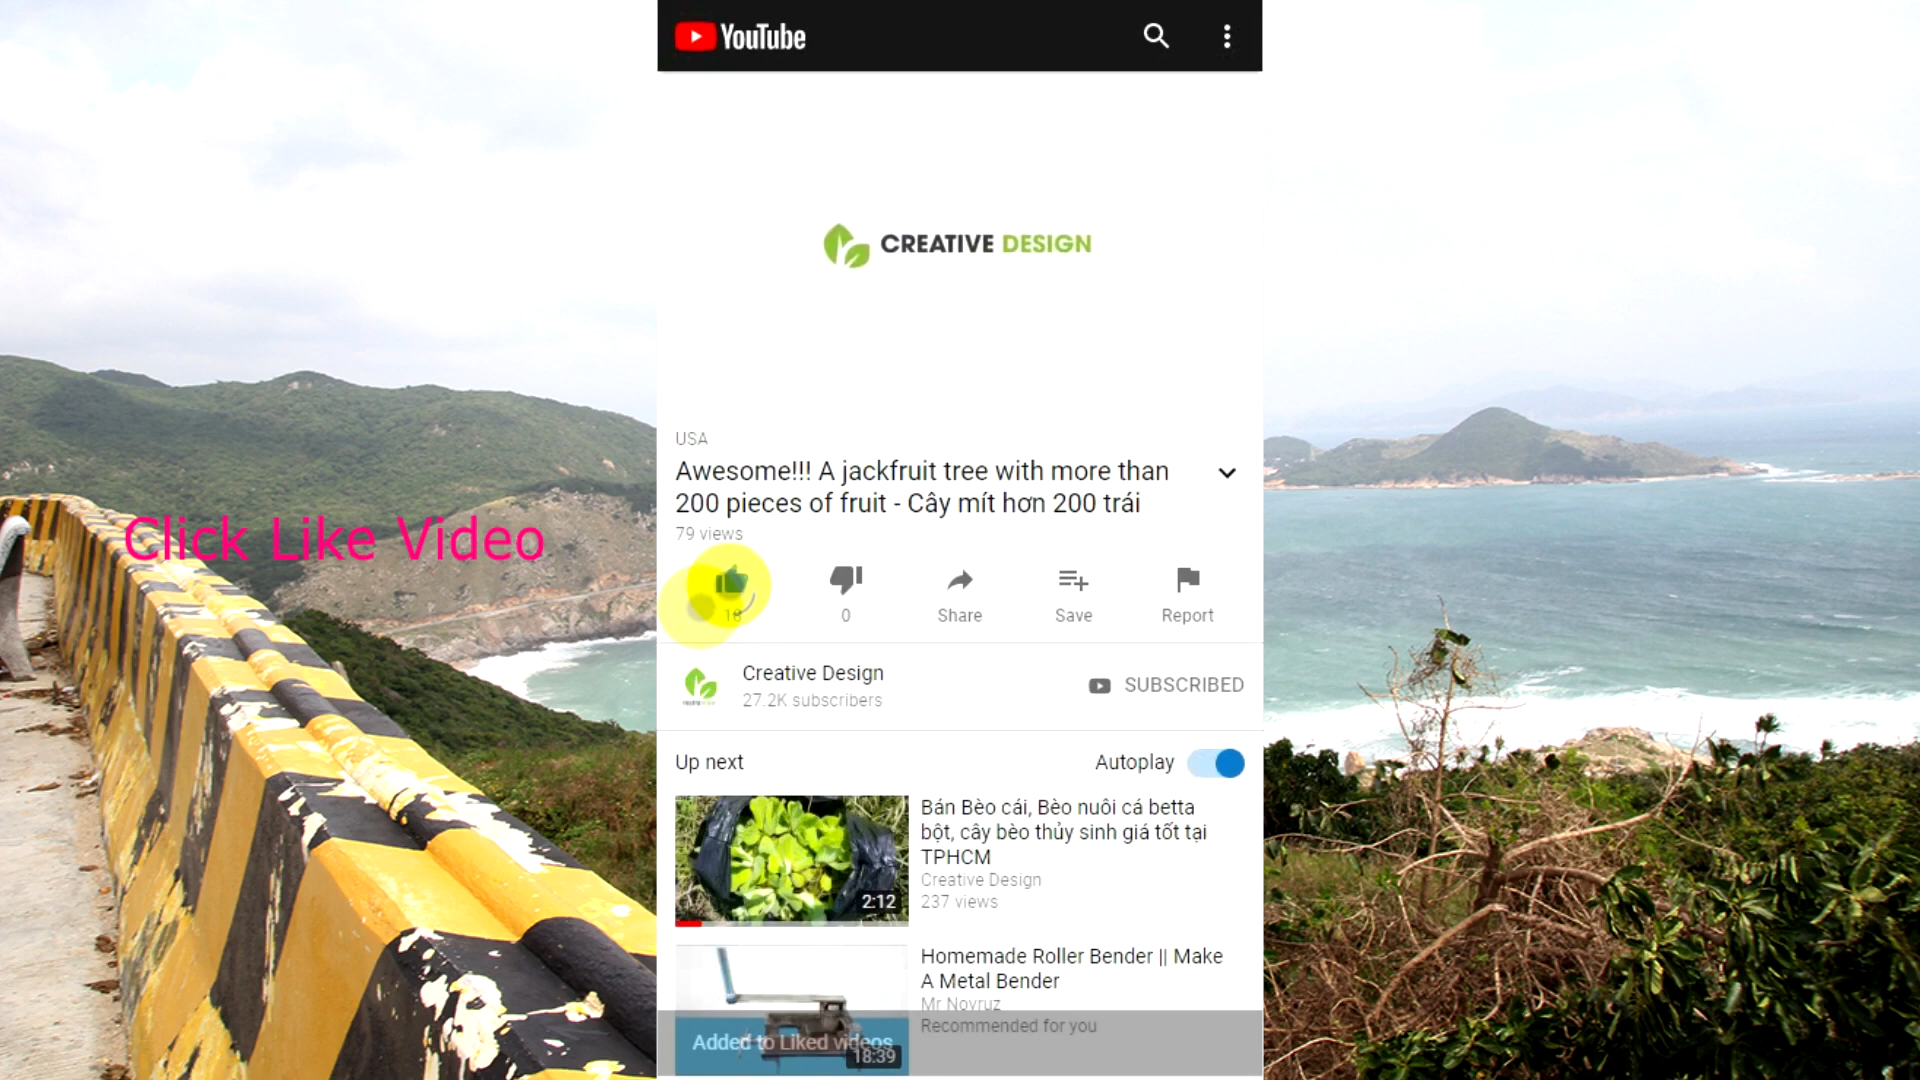 YouTube
CREATIVE DESIGN
USA
Awesome!!! A jackfruit tree with more than
200 pieces of fruit - Cây mít hơn 200 trái
79 views
Click Like Video
18
0
Share
Save
Report
Creative Design
27.2K subscribers
SUBSCRIBED
Up next
Autoplay
Bán Bèo cái, Bèo nuôi cá betta
bột, cây bèo thủy sinh giá tốt tại
TPHCM
Creative Design
237 views
2:12
Homemade Roller Bender || Make
A Metal Bender
Mr Novruz
Recommended for you
Added to Liked videos
18:39